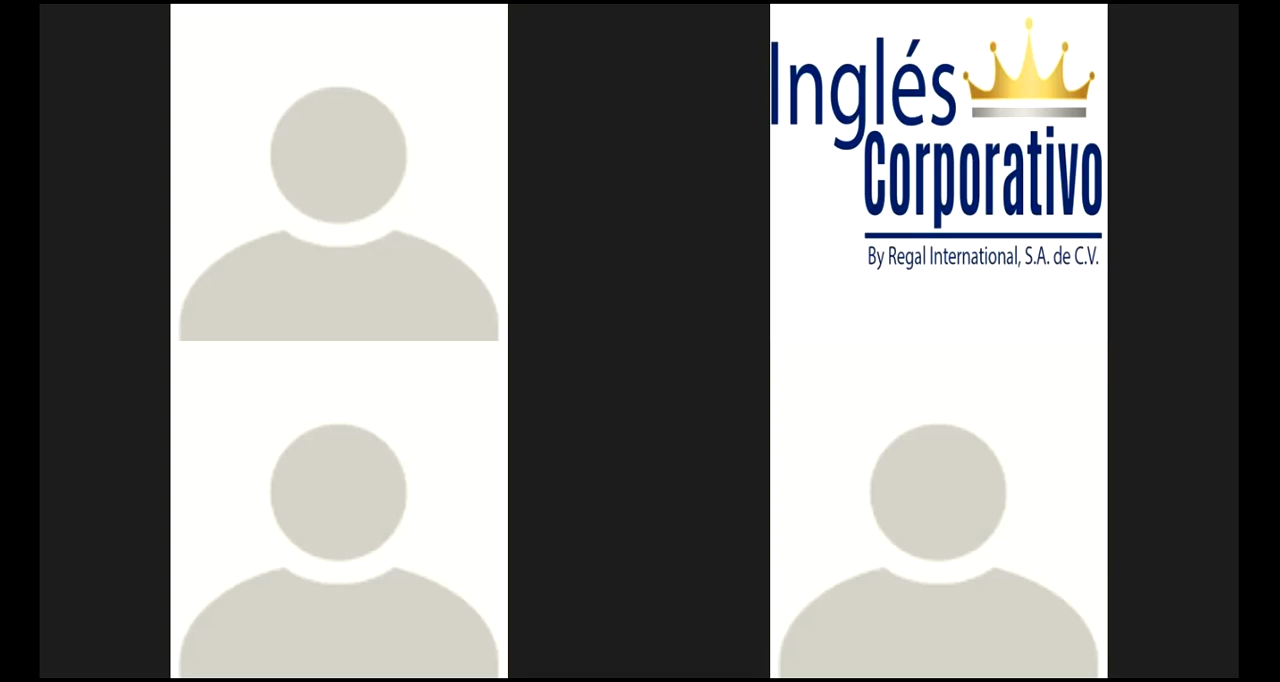 Inglés
Corporativo
By Regal International, S.A. de C.V.